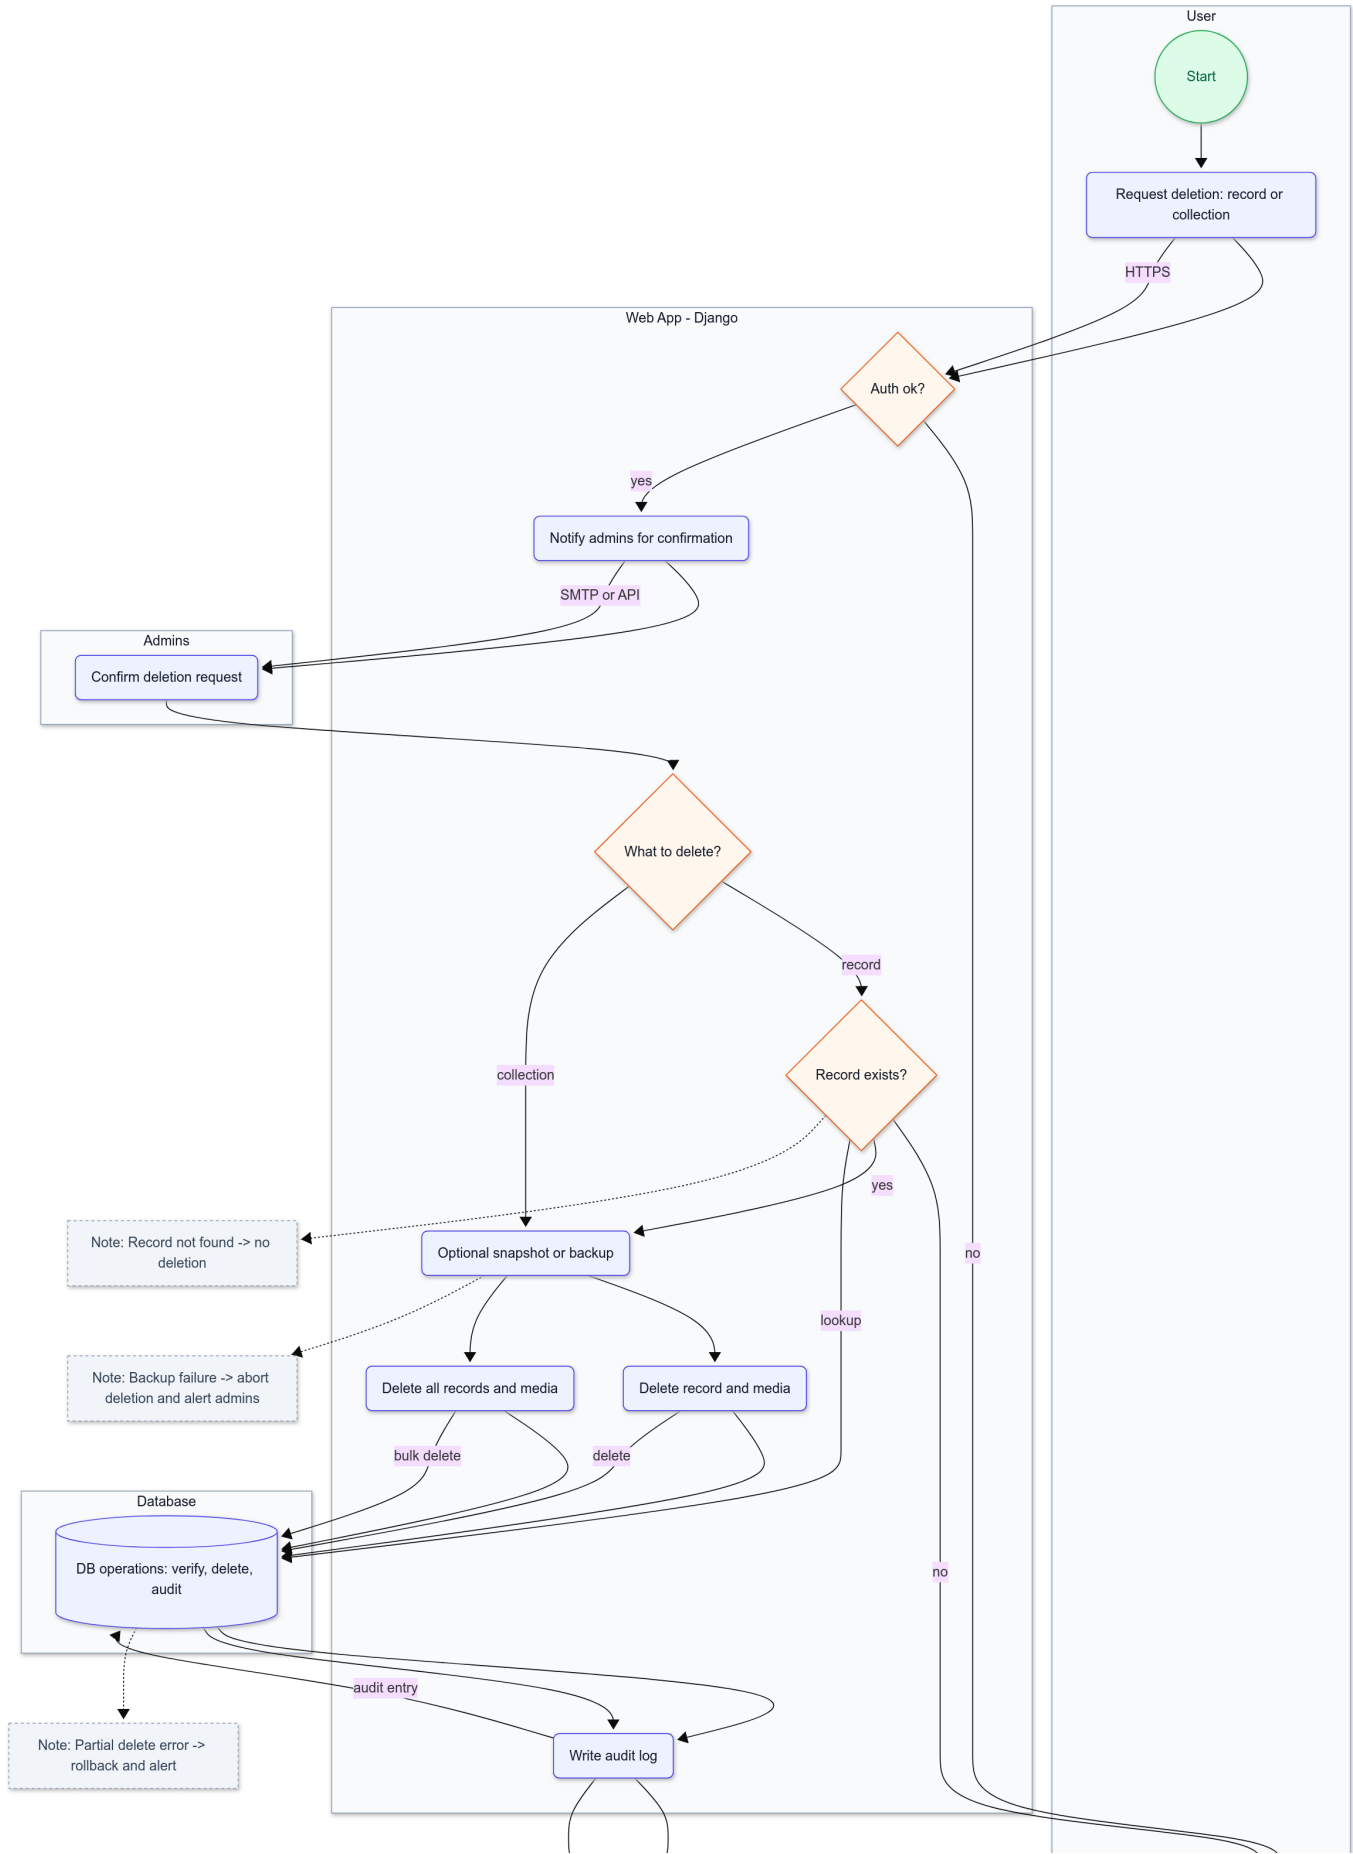 User
Start
Request deletion: record or
collection
HTTPS
Web App - Django
Auth ok?
yes
Notify admins for confirmation
SMTP or API
Admins
Confirm deletion request
What to delete?
record
collection
Record exists?
yes
Note: Record not found -> no
deletion
Optional snapshot or backup
no
lookup
Note: Backup failure -> abort
deletion and alert admins
Delete all records and media
Delete record and media
bulk delete
delete
Database
DB operations: verify, delete,
audit
no
audit entry
Note: Partial delete error ->
rollback and alert
Write audit log